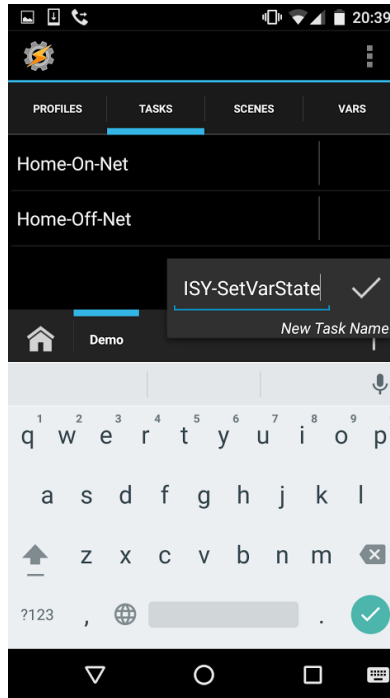 20:39
PROFILES TASKS SCENES VARS
Home-On-Net
Home-Off-Net
ISY-SetVarState
New Task Name
Demo
1 2 3 4 5 6 7 8 9
q w e r t y u i o p
a s d f g h j k l
z x c v b n m
?123 , .